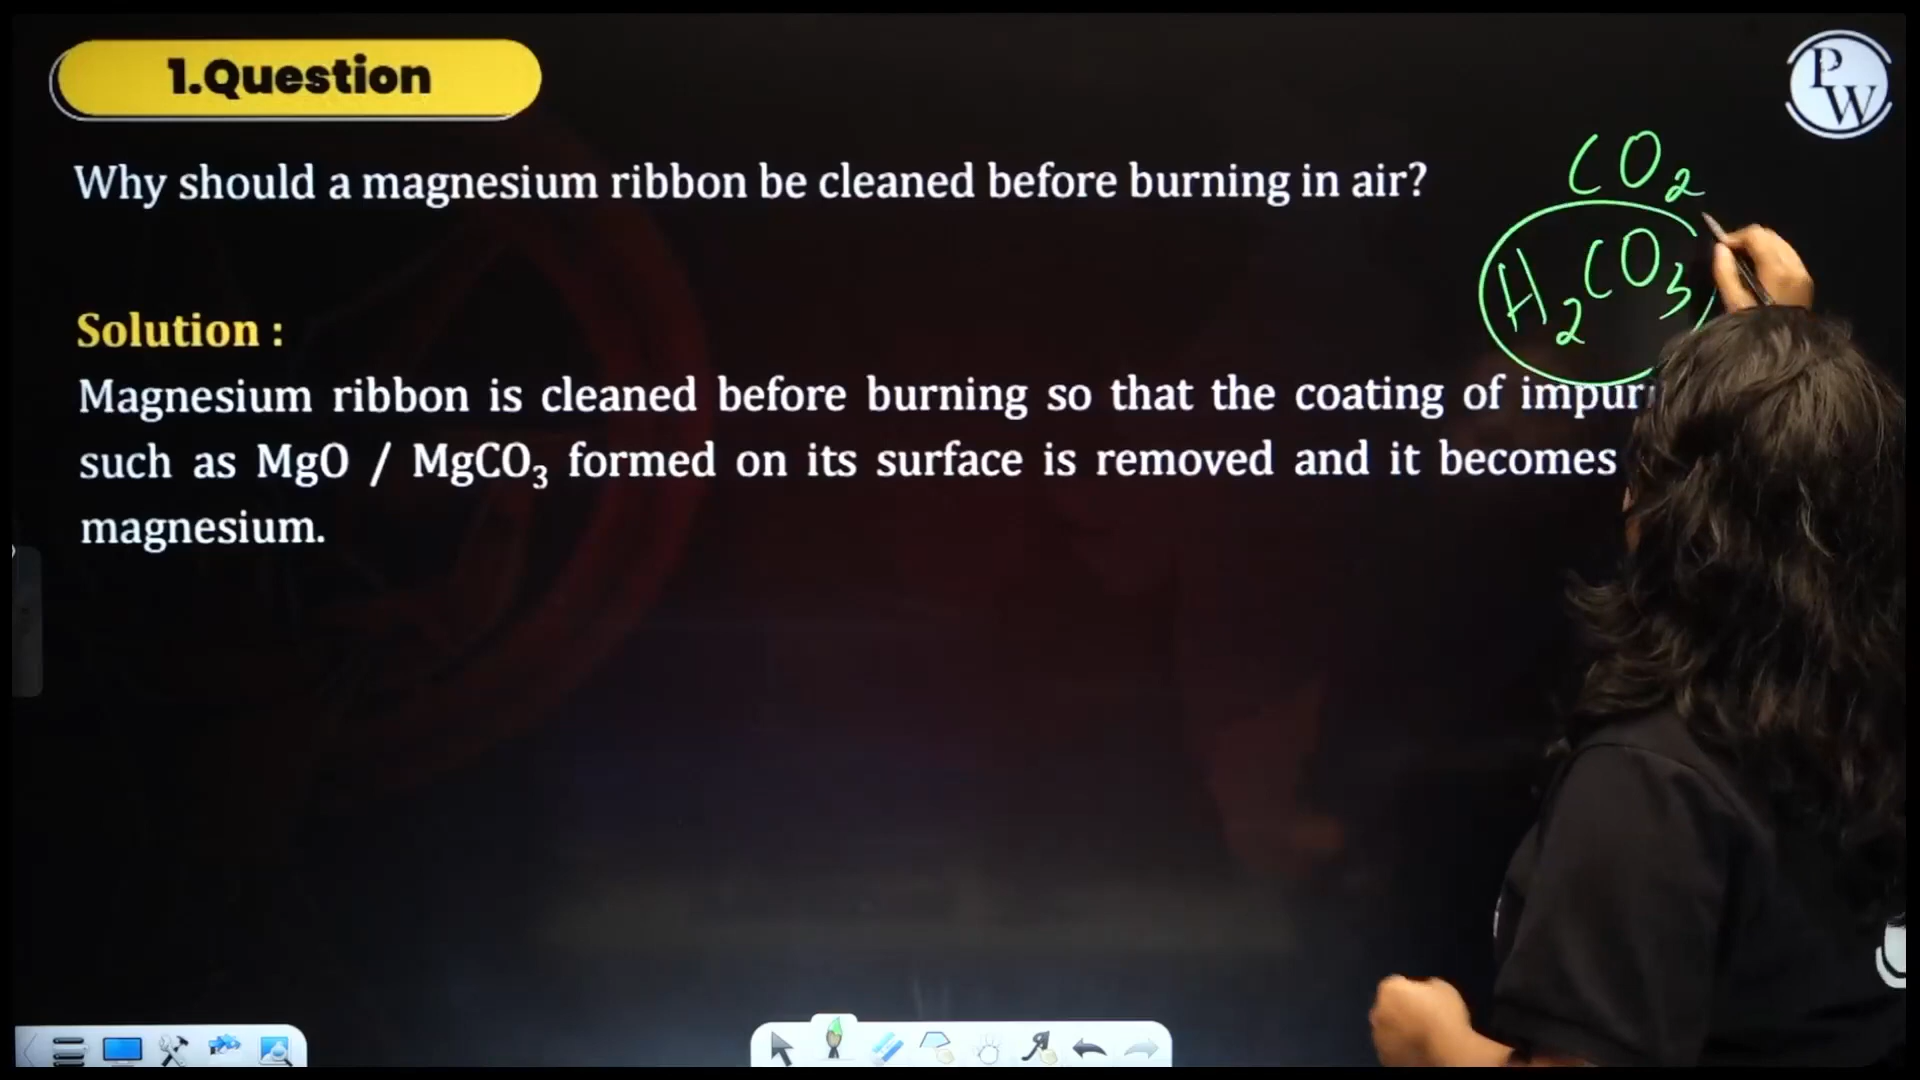 1.Question
PW
Why should a magnesium ribbon be cleaned before burning in air?
CO2
H2CO3
Solution :
Magnesium ribbon is cleaned before burning so that the coating of
such as MgO / MgCO3 formed on its surface is removed and it becomes
magnesium.